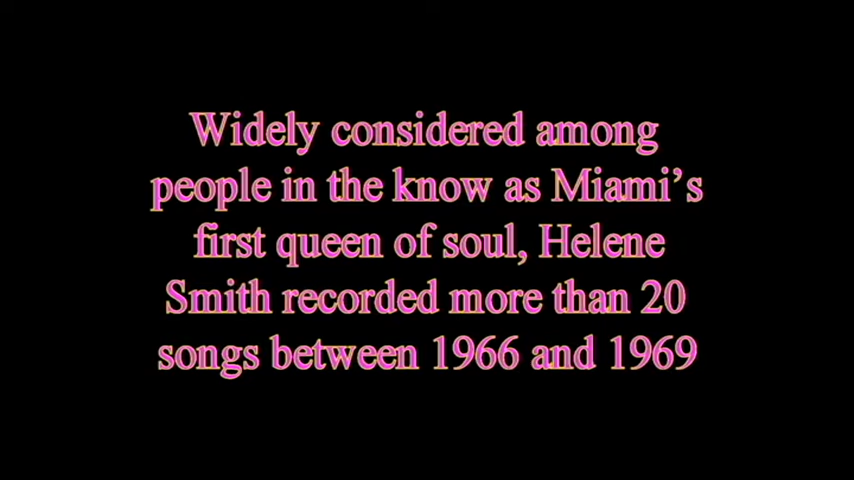 Widely considered among
people in the know as Miami’s
first queen of soul, Helene
Smith recorded more than 20
songs between 1966 and 1969